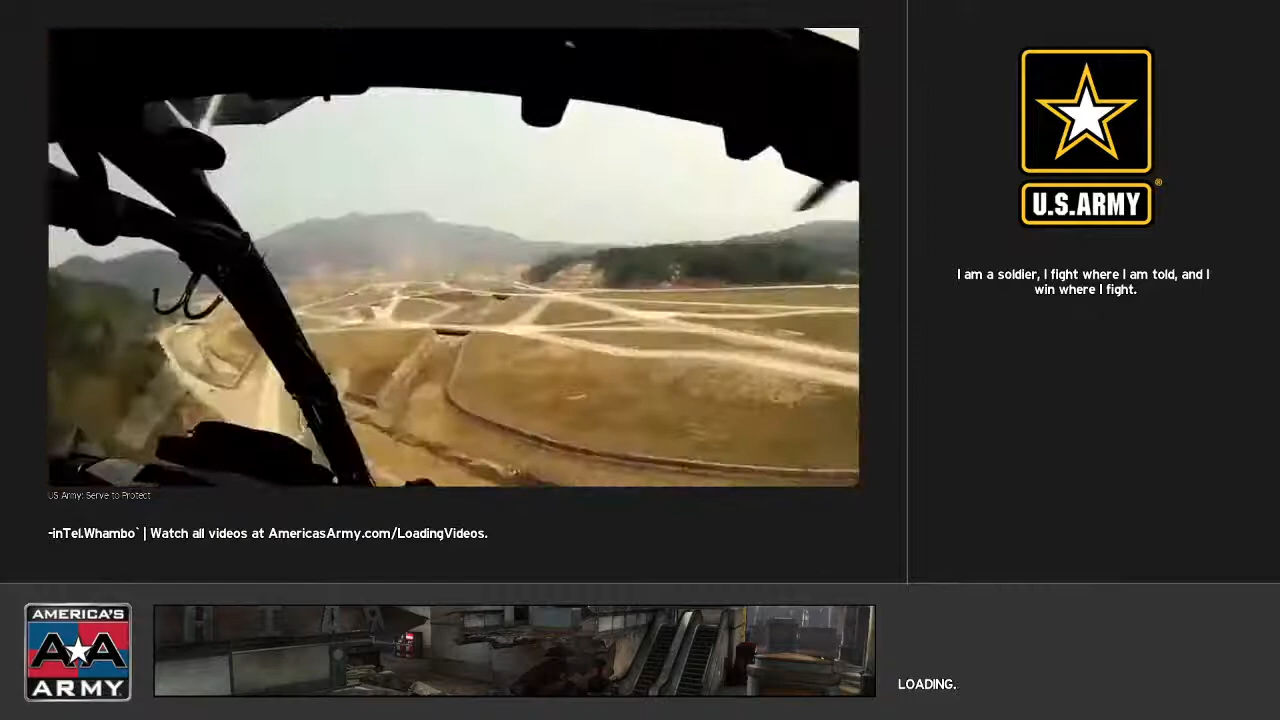 U.S.ARMY
®
I am a soldier, I fight where I am told, and I
win where I fight.
US Army: Serve to Protect
-inTel.Whambo` | Watch all videos at AmericasArmy.com/LoadingVideos.
AMERICA'S
AA
ARMY
LOADING.